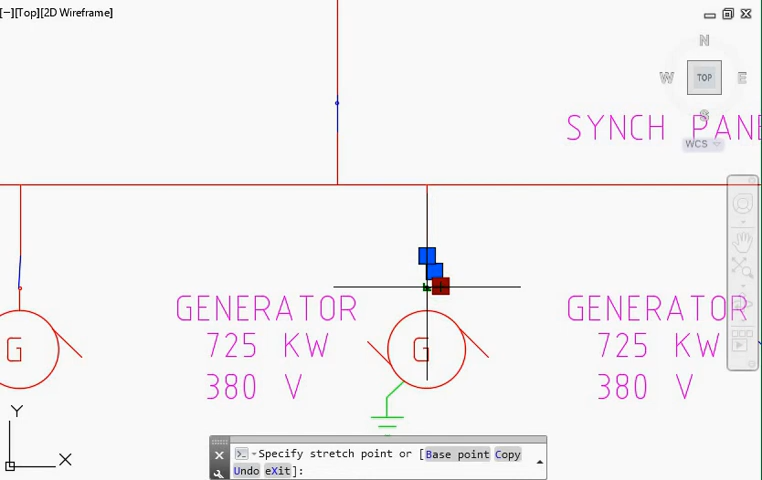 [−][Top][2D Wireframe]
N
W TOP E
S
WCS
SYNCH PANE
GENERATOR
725 KW
380 V
G
G
GENERATOR
725 KW
380 V
Y
X
Specify stretch point or [Base point Copy
Undo eXit]: